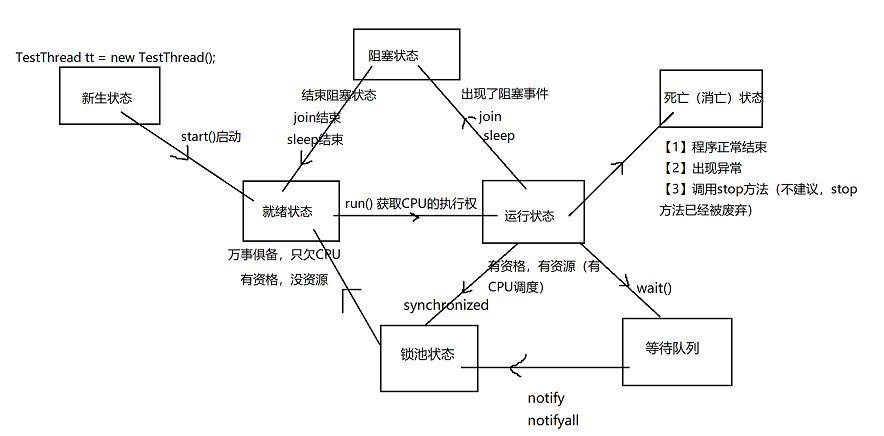 TestThread tt = new TestThread();
新生状态
start()启动
阻塞状态
结束阻塞状态
join结束
sleep结束
出现了阻塞事件
join
sleep
死亡（消亡）状态
【1】程序正常结束
【2】出现异常
【3】调用stop方法（不建议，stop
方法已经被废弃）
就绪状态
万事俱备，只欠CPU
有资格，没资源
run() 获取CPU的执行权
运行状态
有资格，有资源（有
CPU调度）
synchronized
wait()
锁池状态
等待队列
notify
notifyall